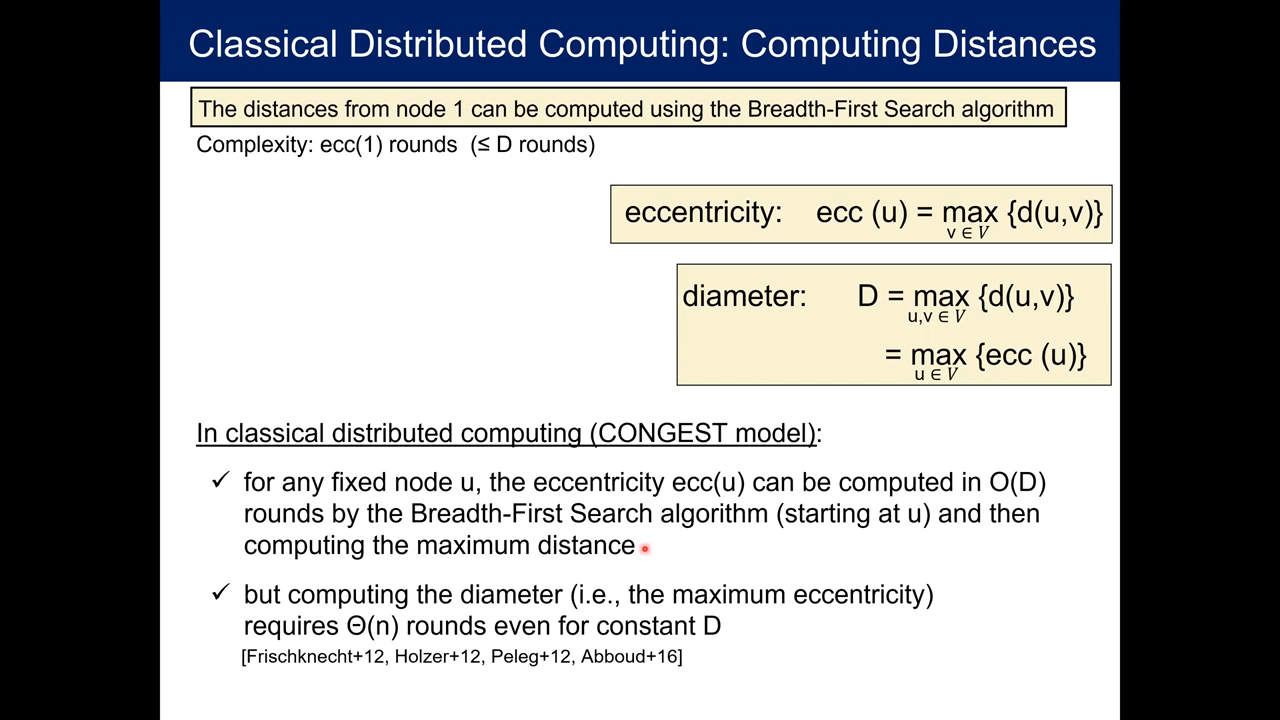 Classical Distributed Computing: Computing Distances
The distances from node 1 can be computed using the Breadth-First Search algorithm
Complexity: ecc(1) rounds (≤ D rounds)
eccentricity: ecc (u) = max {d(u,v)}
v ∈ V
diameter: D = max {d(u,v)}
u,v ∈ V
= max {ecc (u)}
u ∈ V
In classical distributed computing (CONGEST model):
✓ for any fixed node u, the eccentricity ecc(u) can be computed in O(D)
rounds by the Breadth-First Search algorithm (starting at u) and then
computing the maximum distance
✓ but computing the diameter (i.e., the maximum eccentricity)
requires Θ(n) rounds even for constant D
[Frischknecht+12, Holzer+12, Peleg+12, Abboud+16]